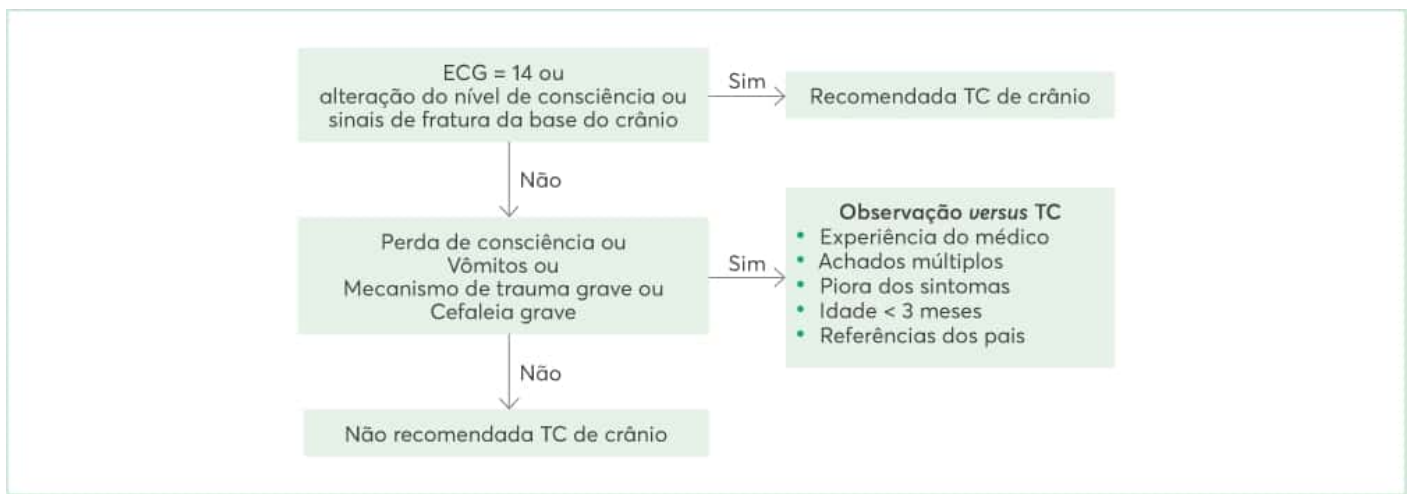 ECG = 14 ou
alteração do nível de consciência ou
sinais de fratura da base do crânio
Sim
Recomendada TC de crânio
Não
Perda de consciência ou
Vômitos ou
Mecanismo de trauma grave ou
Cefaleia grave
Sim
Observação versus TC
• Experiência do médico
• Achados múltiplos
• Piora dos sintomas
• Idade < 3 meses
• Referências dos pais
Não
Não recomendada TC de crânio